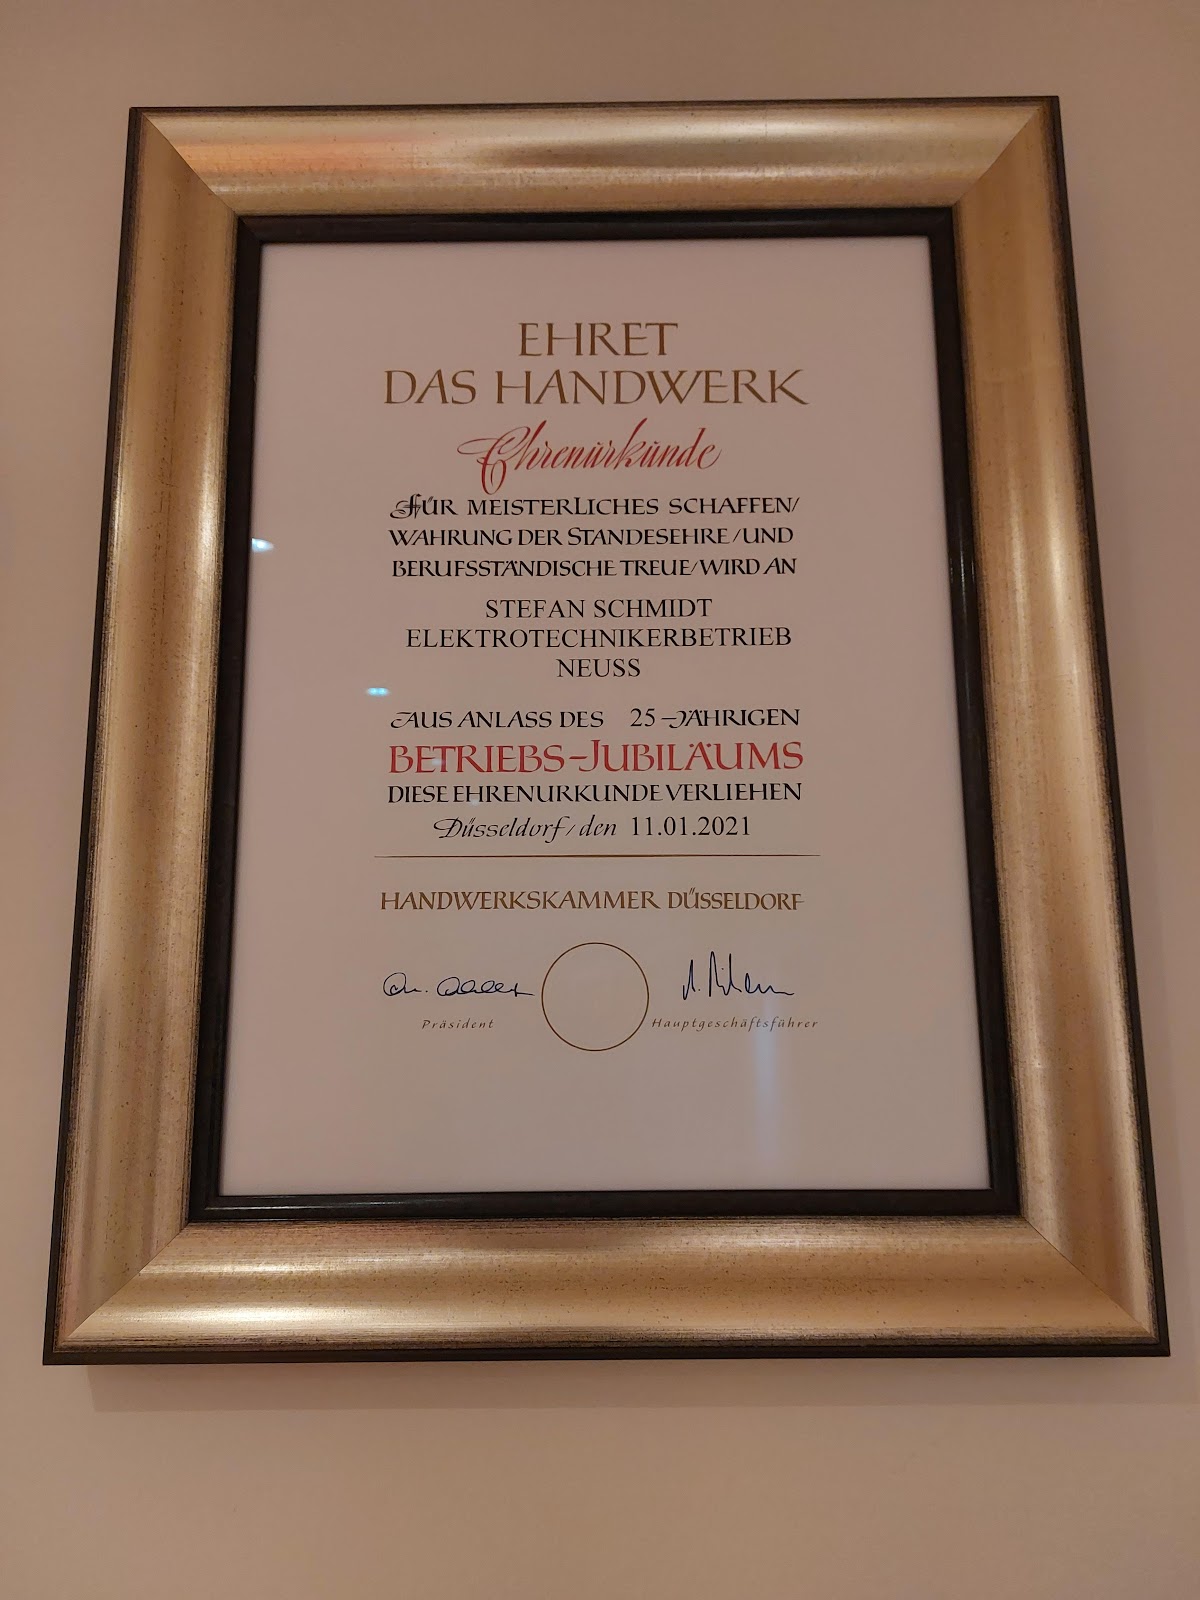 EHRET
DAS HANDWERK
Ehrenurkunde
FÜR MEISTERLICHES SCHAFFEN/
WAHRUNG DER STANDESEHRE/UND
BERUFSSTÄNDISCHE TREUE/WIRD AN
STEFAN SCHMIDT
ELEKTROTECHNIKERBETRIEB
NEUSS
AUS ANLASS DES 25-JÄHRIGEN
BETRIEBS-JUBILÄUMS
DIESE EHRENURKUNDE VERLIEHEN
Düsseldorf/den 11.01.2021
HANDWERKSKAMMER DÜSSELDORF
Präsident
Hauptgeschäftsführer